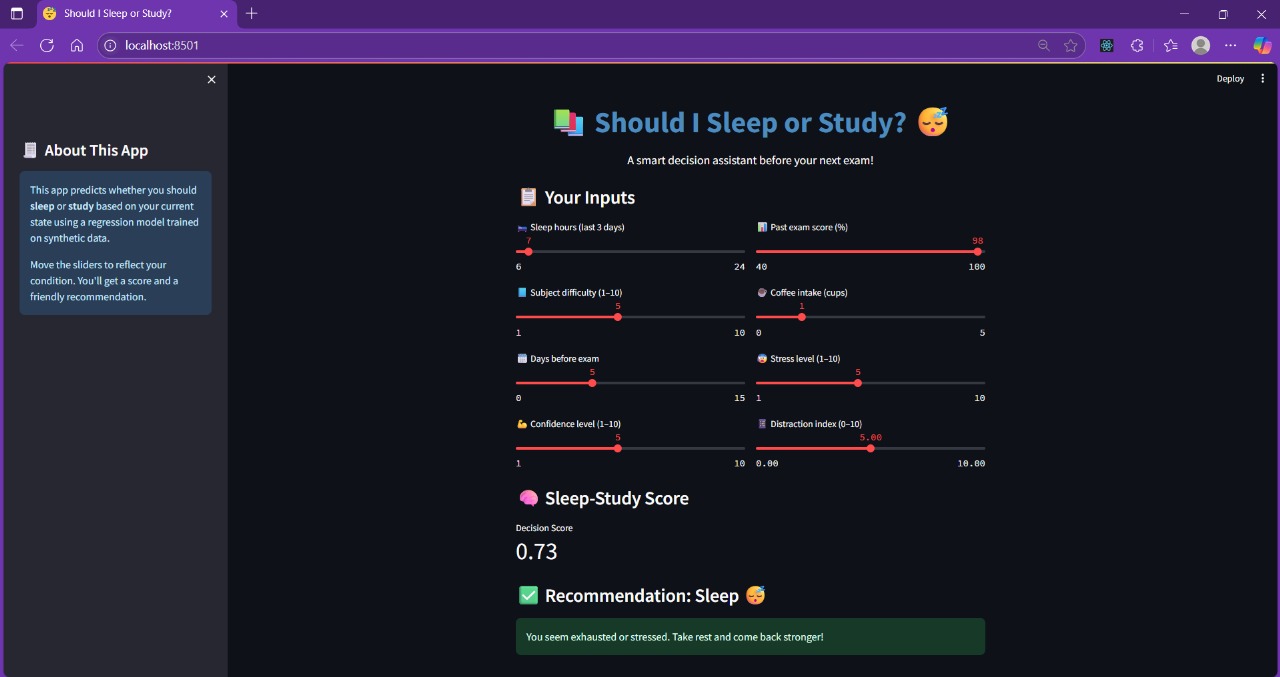 Should I Sleep or Study?
localhost:8501
Deploy
About This App
This app predicts whether you should
sleep or study based on your current
state using a regression model trained
on synthetic data.
Move the sliders to reflect your
condition. You'll get a score and a
friendly recommendation.
Should I Sleep or Study?
A smart decision assistant before your next exam!
Your Inputs
Sleep hours (last 3 days)
7
6 24
Past exam score (%)
98
40 100
Subject difficulty (1–10)
5
1 10
Coffee intake (cups)
1
0 5
Days before exam
5
0 15
Stress level (1–10)
5
1 10
Confidence level (1–10)
5
1 10
Distraction index (0–10)
5.00
0.00 10.00
Sleep-Study Score
Decision Score
0.73
Recommendation: Sleep
You seem exhausted or stressed. Take rest and come back stronger!